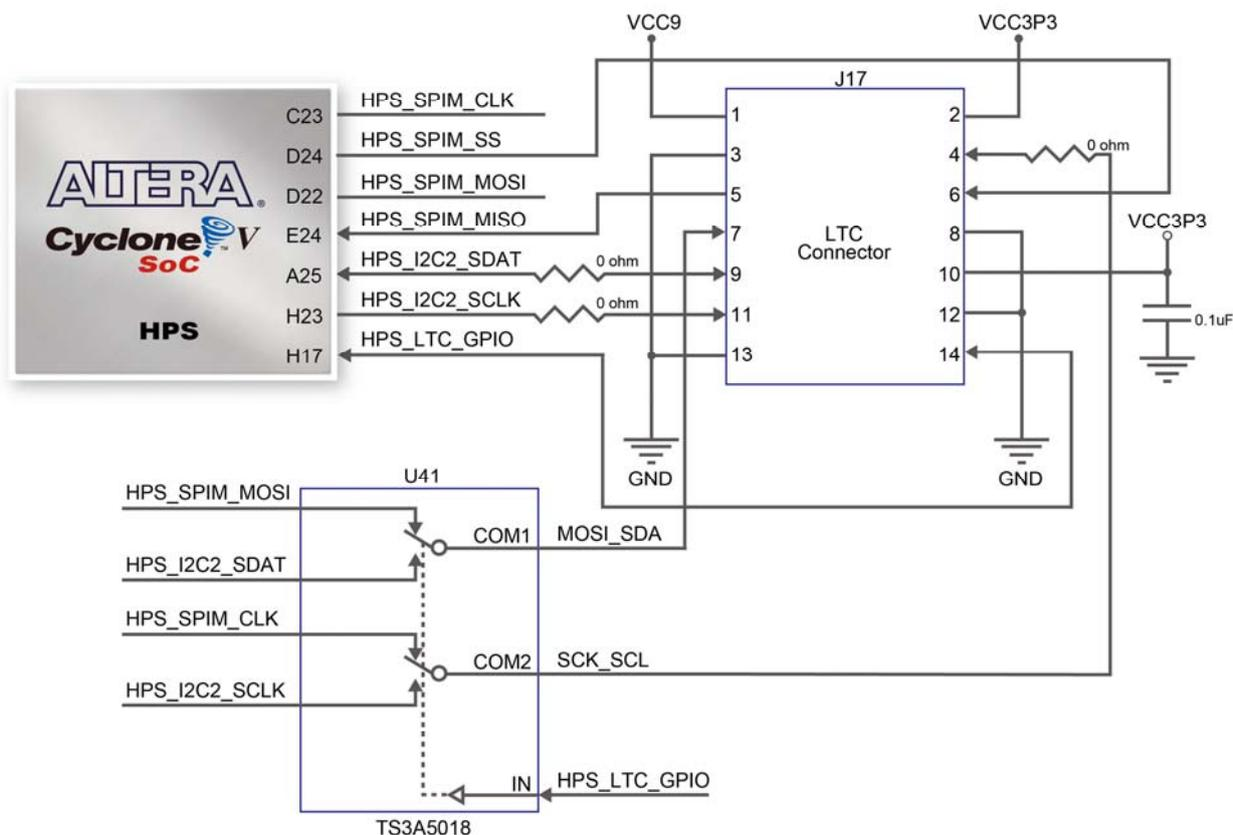 VCC9
VCC3P3
J17
C23 HPS_SPIM_CLK
D24 HPS_SPIM_SS
D22 HPS_SPIM_MOSI
E24 HPS_SPIM_MISO
A25 HPS_I2C2_SDAT 0 ohm
H23 HPS_I2C2_SCLK 0 ohm
H17 HPS_LTC_GPIO
ALTERA®
Cyclone™ V
SoC
HPS
1 2
3 4 0 ohm
5 6
7 8
9 10
11 12
13 14
LTC
Connector
VCC3P3
0.1uF
GND
GND
U41
HPS_SPIM_MOSI
COM1 MOSI_SDA
HPS_I2C2_SDAT
HPS_SPIM_CLK
COM2 SCK_SCL
HPS_I2C2_SCLK
IN HPS_LTC_GPIO
TS3A5018